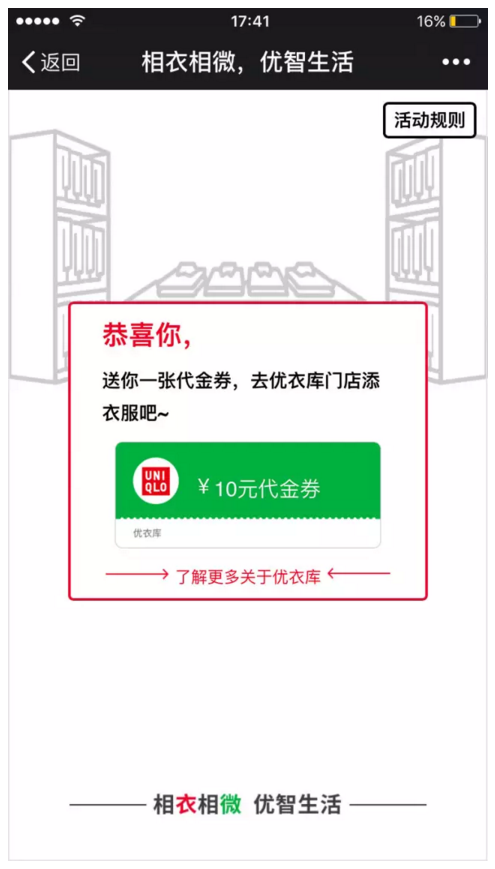 17:41
16%
返回
相衣相微，优智生活
活动规则
恭喜你，
送你一张代金券，去优衣库门店添
衣服吧~
UNI
QLO
￥10元代金券
优衣库
了解更多关于优衣库
相衣相微 优智生活